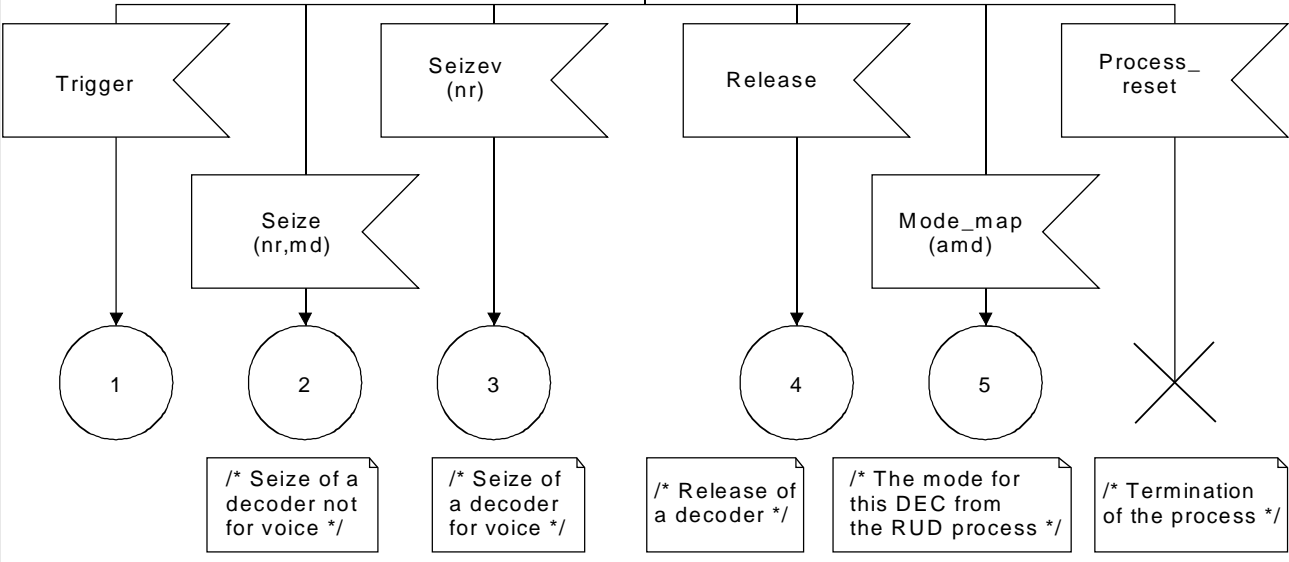 Trigger
Seizev
(nr)
Release
Process_
reset
Seize
(nr,md)
Mode_map
(amd)
1
2
3
4
5
/* Seize of a
decoder not
for voice */
/* Seize of
a decoder
for voice */
/* Release of
a decoder */
/* The mode for
this DEC from
the RUD process */
/* Termination
of the process */